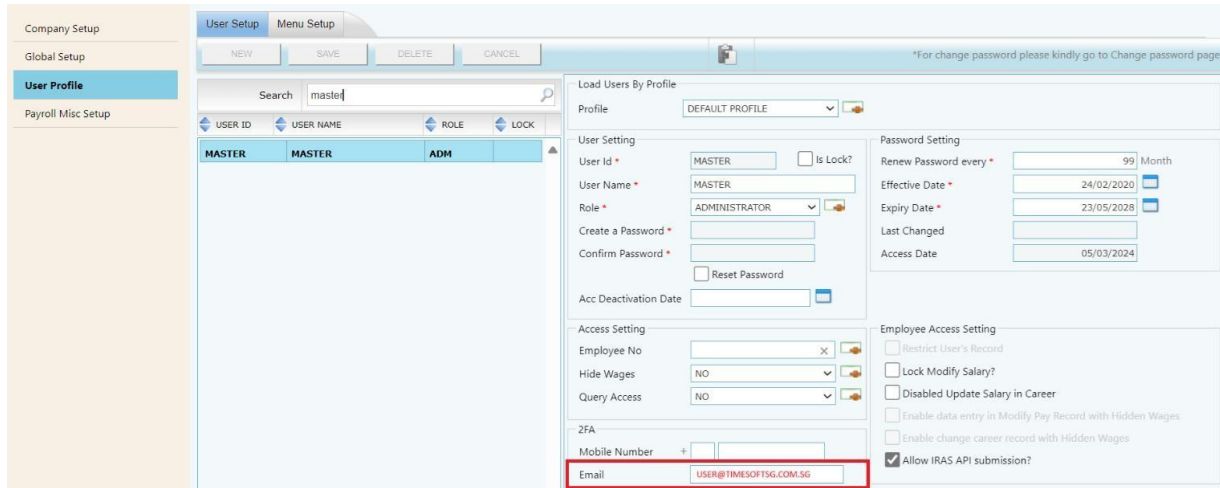 Company Setup
Global Setup
User Profile
Payroll Misc Setup
User Setup Menu Setup
NEW SAVE DELETE CANCEL
*For change password please kindly go to Change password page
Search master
USER ID USER NAME ROLE LOCK
MASTER MASTER ADM
Load Users By Profile
Profile DEFAULT PROFILE
User Setting
User Id * MASTER Is Lock?
User Name * MASTER
Role * ADMINISTRATOR
Create a Password *
Confirm Password *
Reset Password
Acc Deactivation Date
Password Setting
Renew Password every * 99 Month
Effective Date * 24/02/2020
Expiry Date * 23/05/2028
Last Changed
Access Date 05/03/2024
Access Setting
Employee No
Hide Wages NO
Query Access NO
Employee Access Setting
Restrict User's Record
Lock Modify Salary?
Disabled Update Salary in Career
Enable data entry in Modify Pay Record with Hidden Wages
Enable change career record with Hidden Wages
Allow IRAS API submission?
2FA
Mobile Number +
Email USER@TIMESOFTSG.COM.SG